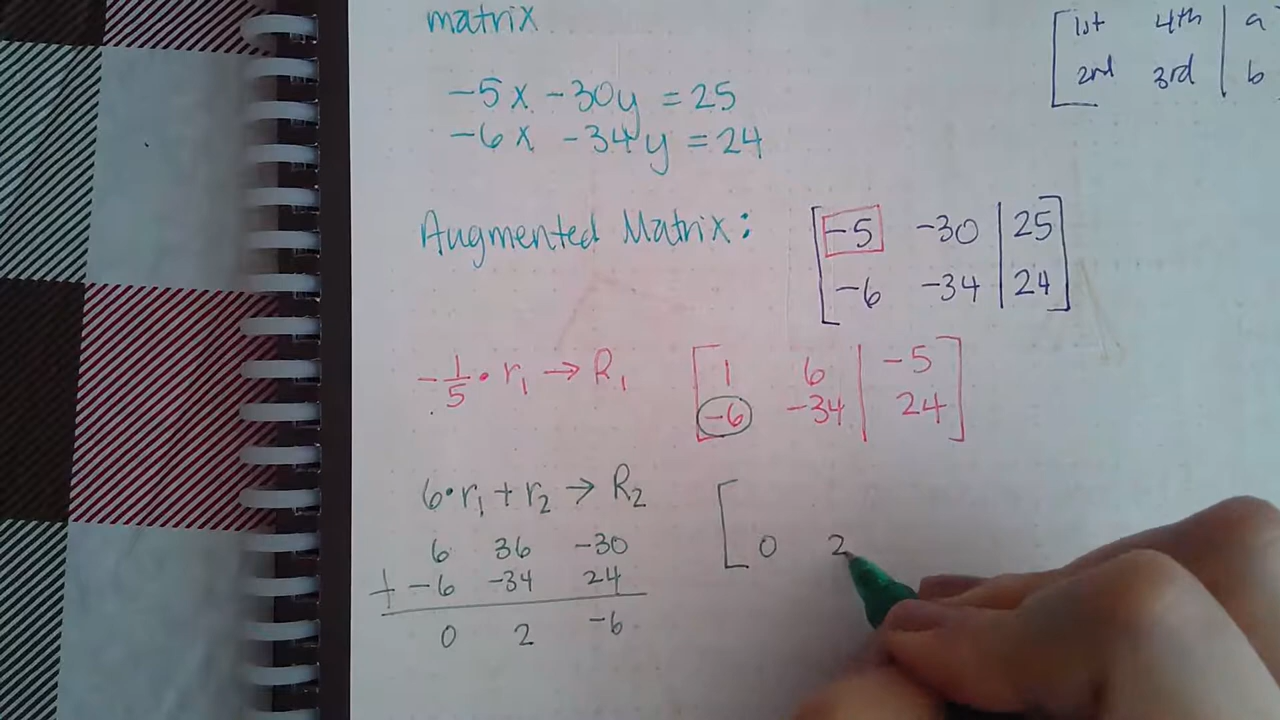 matrix
[1st 4th | a
2nd 3rd | b
-5x -30y = 25
-6x -34y = 24
Augmented Matrix:
[-5 -30 | 25]
[-6 -34 | 24]
-1/5 • r₁ → R₁
[1 6 | -5]
[-6 -34 | 24]
6•r₁ + r₂ → R₂
6 36 -30
+ -6 -34 24
0 2 -6
[
0 2